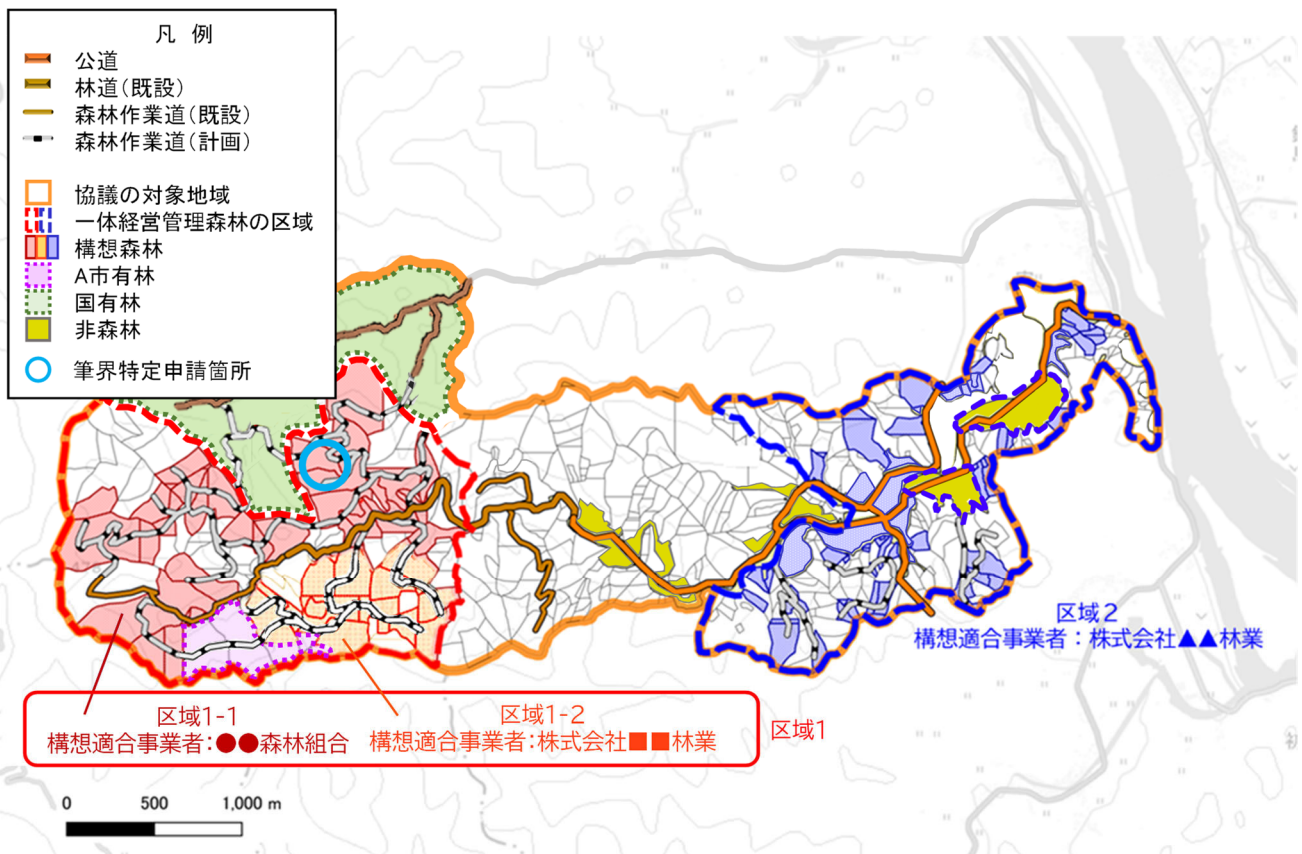 凡 例
公道
林道(既設)
森林作業道(既設)
森林作業道(計画)
協議の対象地域
一体経営管理森林の区域
構想森林
A市有林
国有林
非森林
筆界特定申請箇所
区域2
構想適合事業者：株式会社▲▲林業
区域1-1
構想適合事業者：●●森林組合
区域1-2
構想適合事業者：株式会社■■林業
区域1
0 500 1,000 m